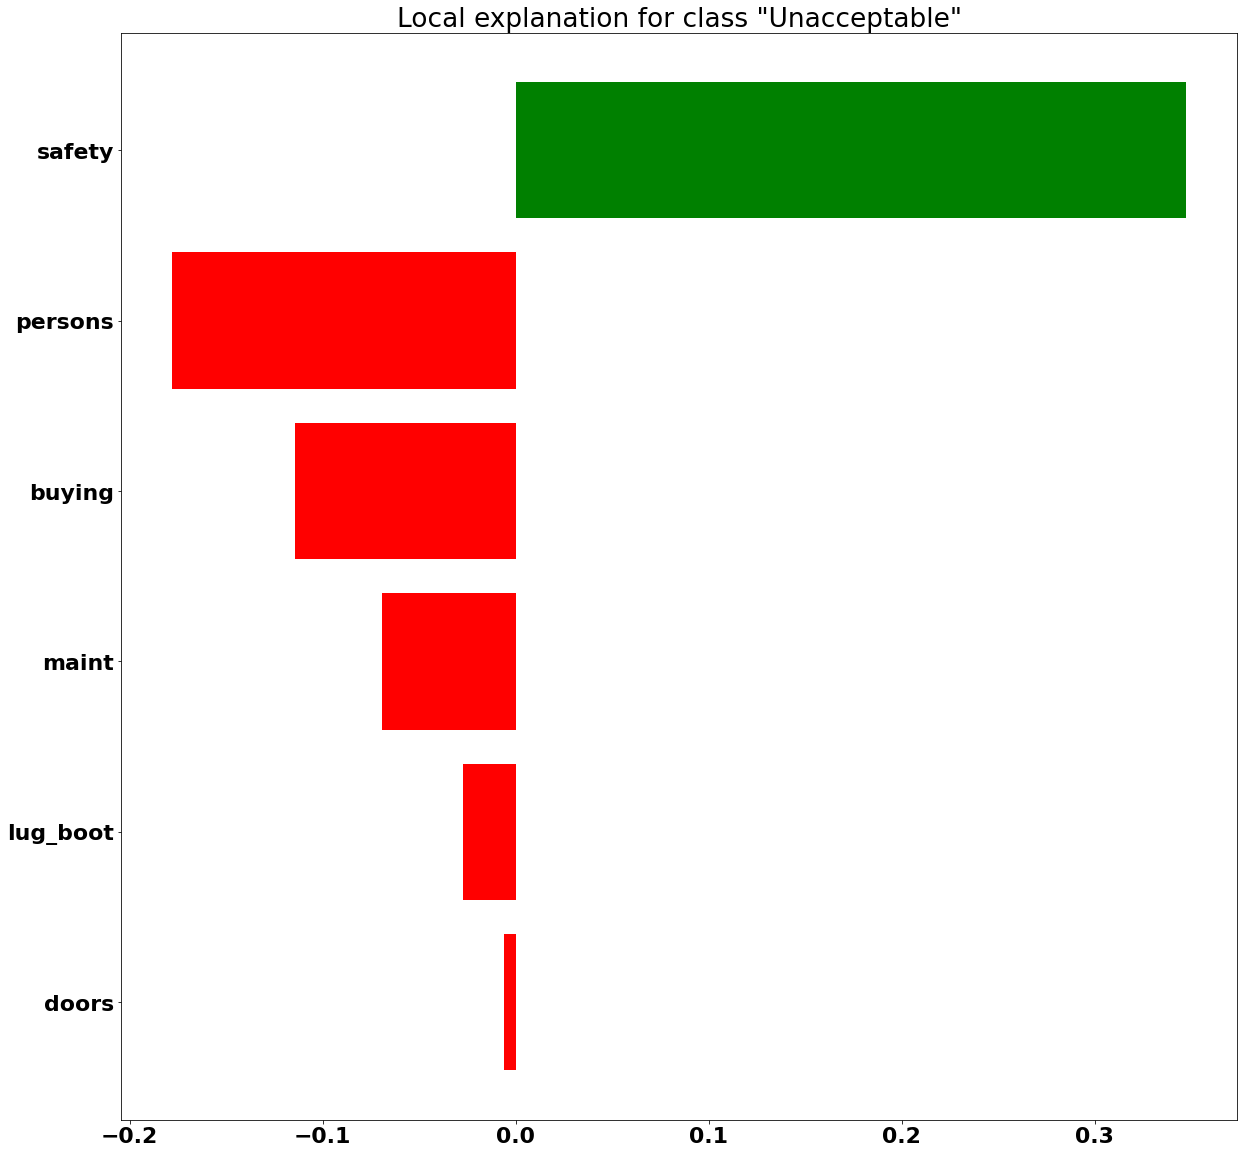 Local explanation for class "Unacceptable"
safety
persons
buying
maint
lug_boot
doors
−0.2 −0.1 0.0 0.1 0.2 0.3